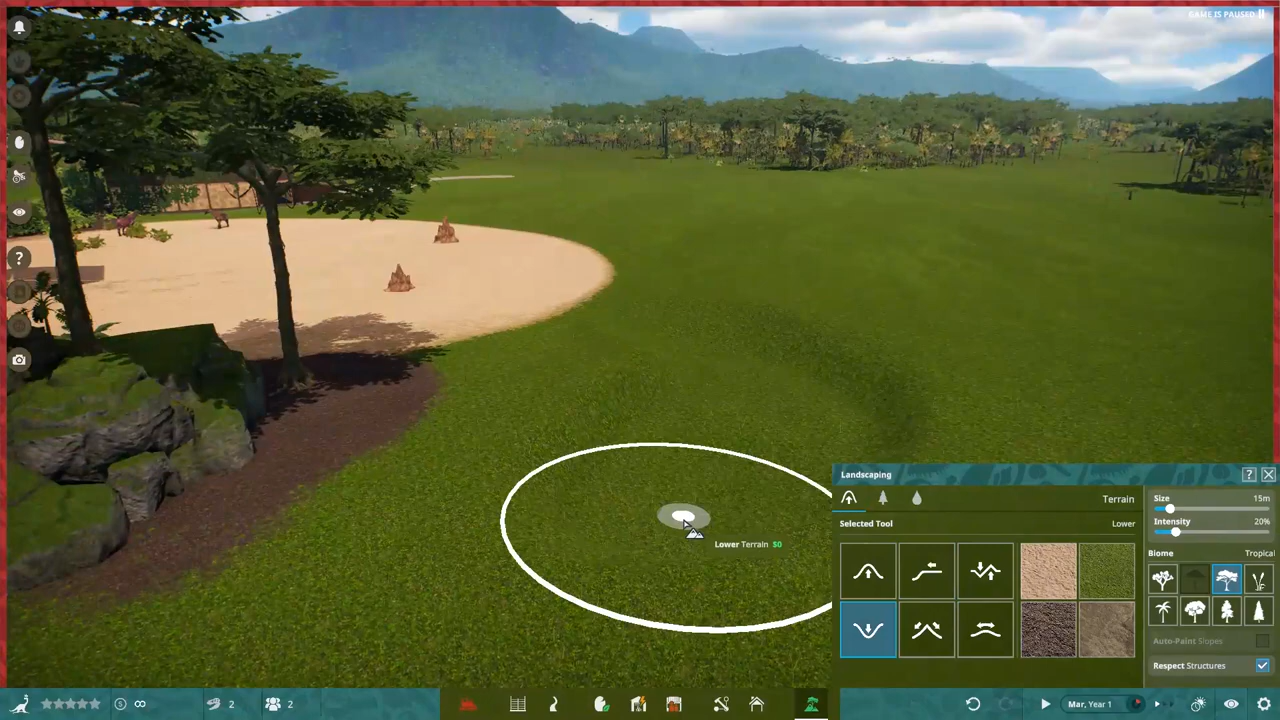 GAME IS PAUSED
?
Lower Terrain $0
Landscaping
?
Terrain
Selected Tool
Lower
Size
15m
Intensity
20%
Biome
Tropical
Auto-Paint Slopes
Respect Structures
$ ∞
2
2
Mar, Year 1